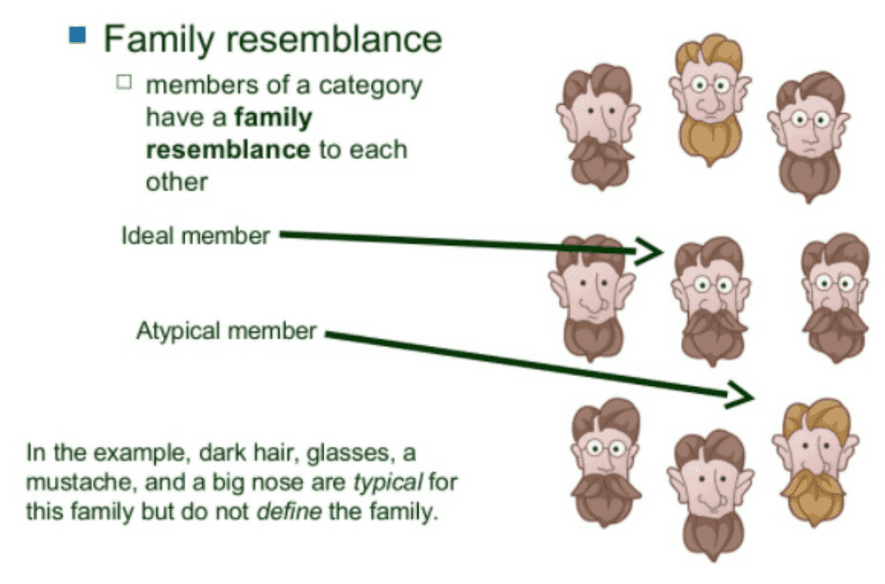 Family resemblance
members of a category
have a family
resemblance to each
other
Ideal member
Atypical member
In the example, dark hair, glasses, a
mustache, and a big nose are typical for
this family but do not define the family.